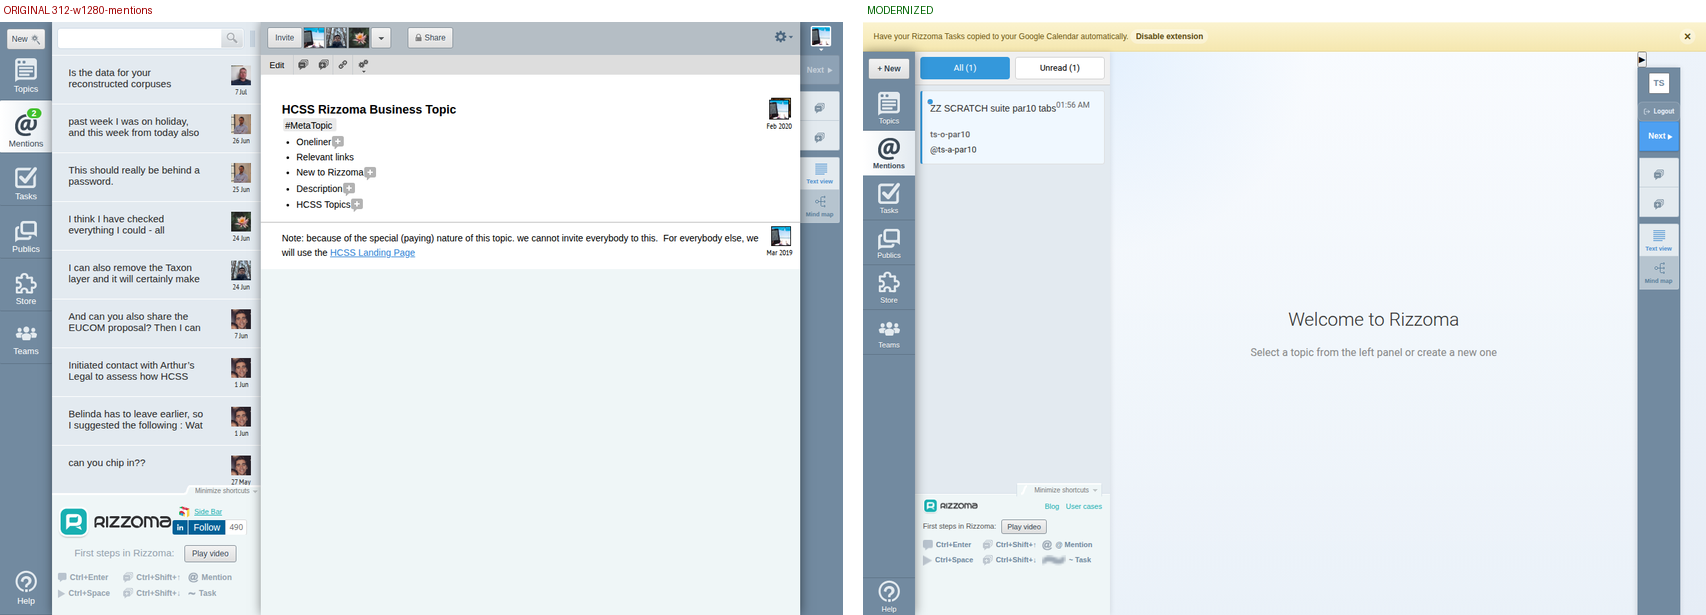 ORIGINAL 312-w1280-mentions
New
Topics
2
Mentions
Tasks
Publics
Store
Teams
Help
Is the data for your
reconstructed corpuses
7 Jul
past week I was on holiday,
and this week from today also
26 Jun
This should really be behind a
password.
25 Jun
I think I have checked
everything I could - all
24 Jun
I can also remove the Taxon
layer and it will certainly make
24 Jun
And can you also share the
EUCOM proposal? Then I can
7 Jun
Initiated contact with Arthur's
Legal to assess how HCSS
1 Jun
Belinda has to leave earlier, so
I suggested the following : Wat
1 Jun
can you chip in??
27 May
Minimize shortcuts
RIZZOMA
Side Bar
in Follow 490
First steps in Rizzoma: Play video
Ctrl+Enter Ctrl+Shift+↑ @ Mention
Ctrl+Space Ctrl+Shift+↓ ~ Task
Invite
Share
Edit
HCSS Rizzoma Business Topic
#MetaTopic
Feb 2020
• Oneliner
• Relevant links
• New to Rizzoma
• Description
• HCSS Topics
Note: because of the special (paying) nature of this topic. we cannot invite everybody to this. For everybody else, we
will use the HCSS Landing Page
Mar 2019
Next
Text view
Mind map
MODERNIZED
Have your Rizzoma Tasks copied to your Google Calendar automatically. Disable extension
+ New
Topics
@
Mentions
Tasks
Publics
Store
Teams
Help
All (1)
Unread (1)
ZZ SCRATCH suite par10 tabs 01:56 AM
ts-o-par10
@ts-a-par10
Minimize shortcuts
RIZZOMA
Blog User cases
First steps in Rizzoma: Play video
Ctrl+Enter Ctrl+Shift+↑ @ @ Mention
Ctrl+Space Ctrl+Shift+↓ ~ Task
Welcome to Rizzoma
Select a topic from the left panel or create a new one
TS
Logout
Next
Text view
Mind map